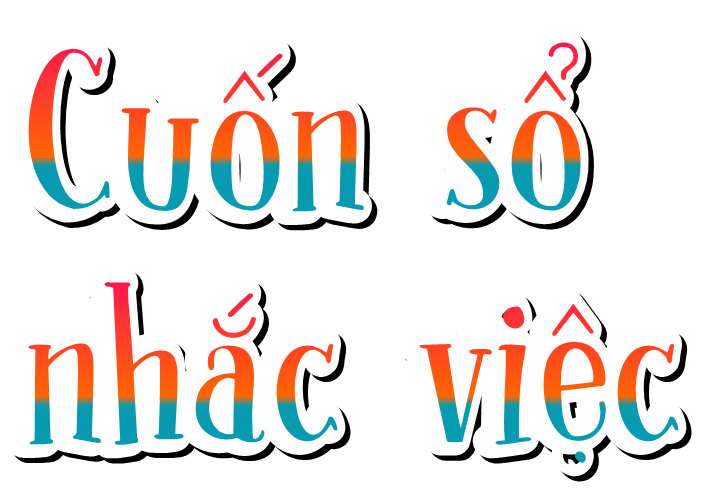 Cuốn sổ
nhắc việc